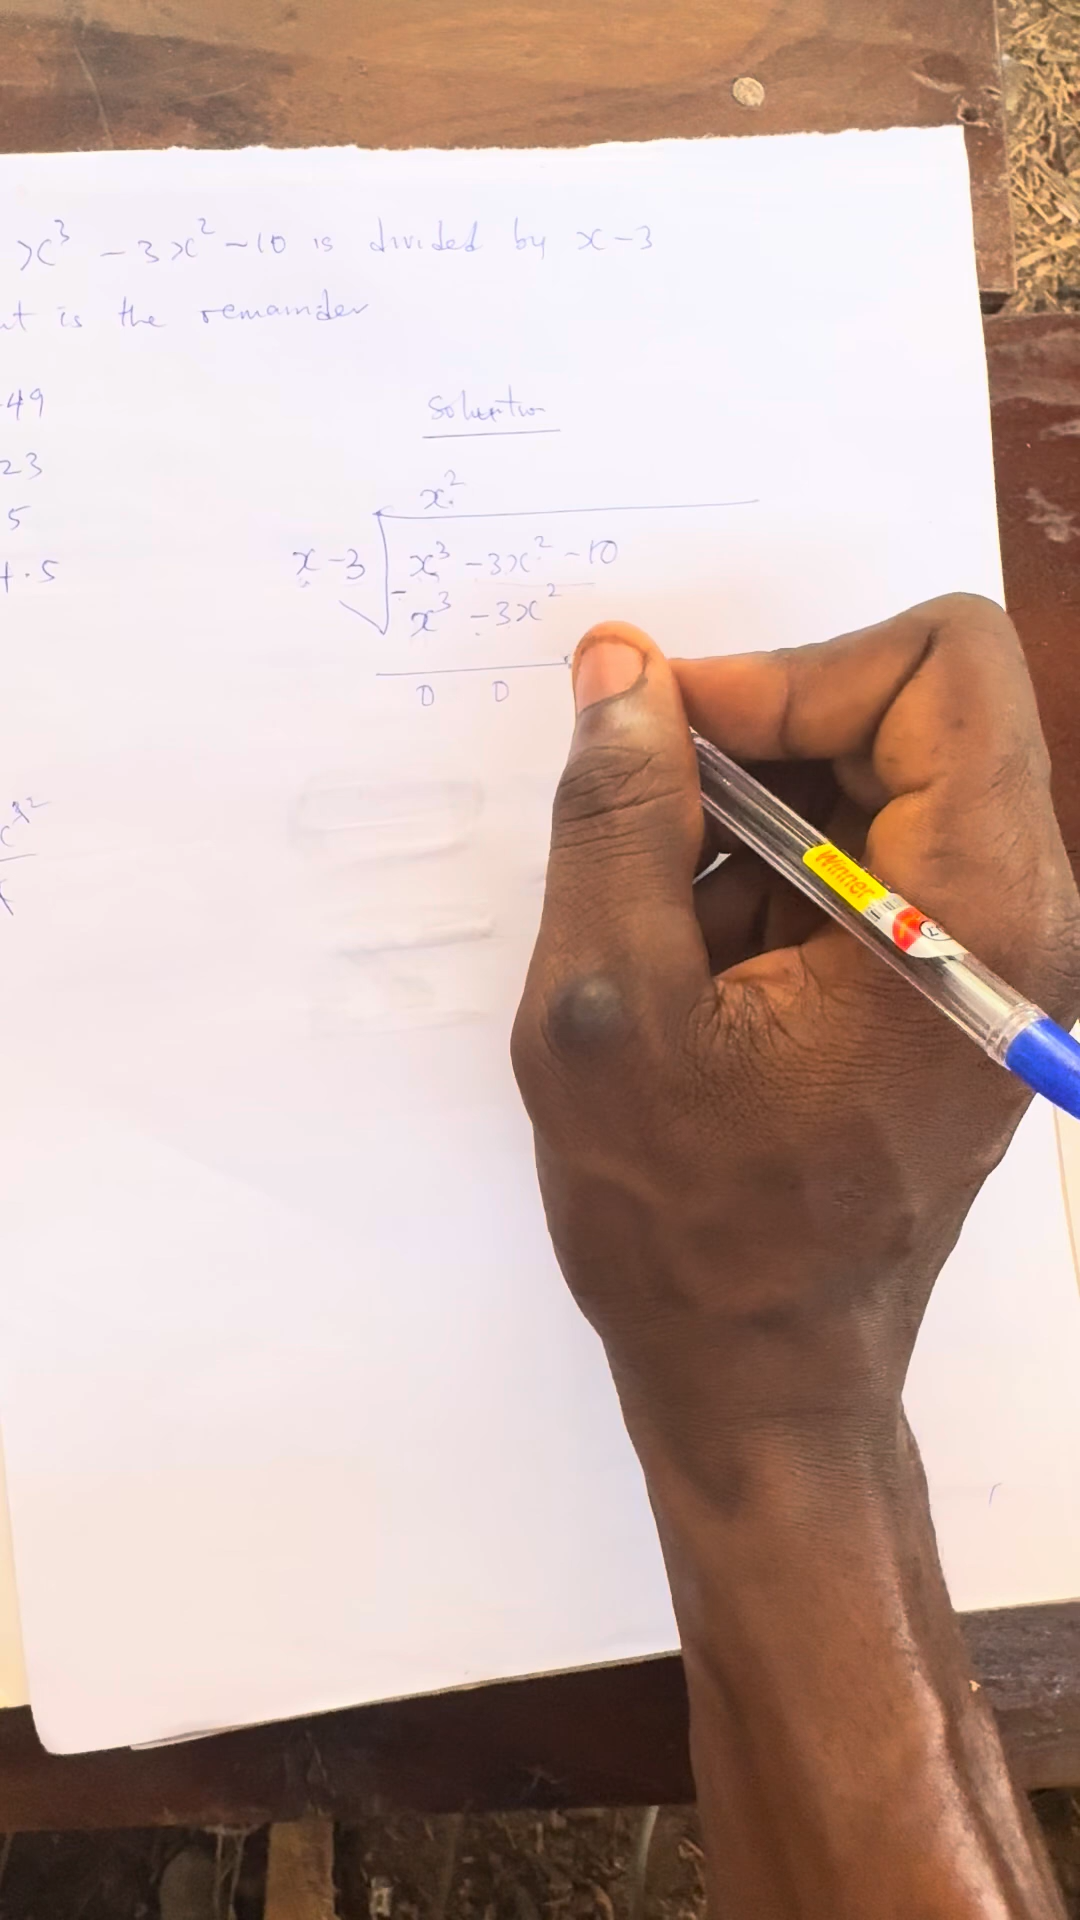 x³ - 3x² - 10 is divided by x - 3
is the remainder
49
23
5
.5
Solution
x²
x - 3 x³ - 3x² - 10
- x³ - 3x²
0 0
Winner